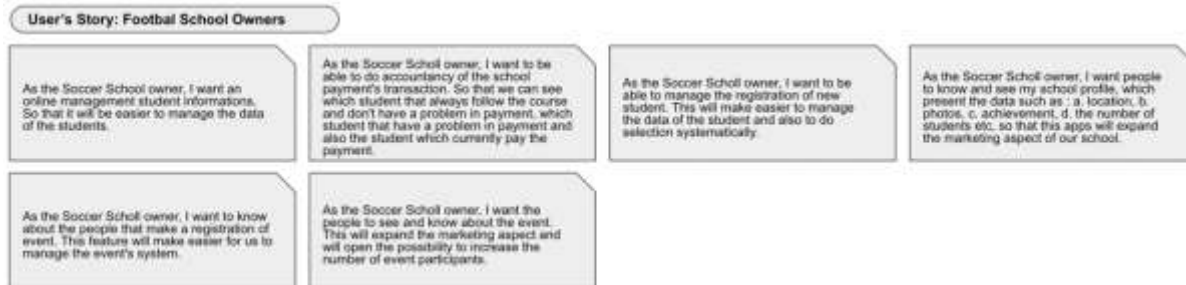 User's Story: Footbal School Owners
As the Soccer School owner, I want an
online management student informations.
So that it will be easier to manage the data
of the students.
As the Soccer Scholl owner, I want to be
able to do accountancy of the school
payment's transaction. So that we can see
which student that always follow the course
and don't have a problem in payment, which
student that have a problem in payment and
also the student which currently pay the
payment.
As the Soccer Scholl owner, I want to be
able to manage the registration of new
student. This will make easier to manage
the data of the student and also to do
selection systematically.
As the Soccer Scholl owner, I want people
to know and see my school profile, which
present the data such as : a. location, b.
photos, c. achievement, d. the number of
students etc, so that this apps will expand
the marketing aspect of our school.
As the Soccer Scholl owner, I want to know
about the people that make a registration of
event. This feature will make easier for us to
manage the event's system.
As the Soccer Scholl owner, I want the
people to see and know about the event.
This will expand the marketing aspect and
will open the possibility to increase the
number of event participants.